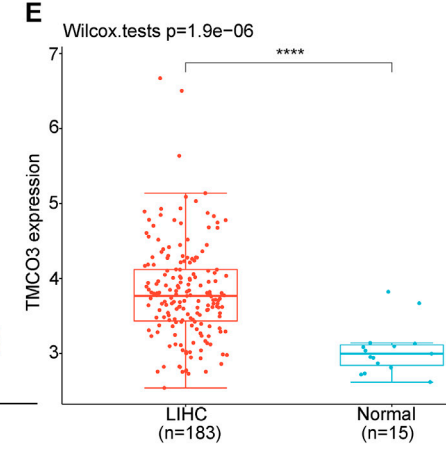 E
Wilcox.tests p=1.9e−06
****
7
6
5
4
3
TMCO3 expression
LIHC
(n=183)
Normal
(n=15)